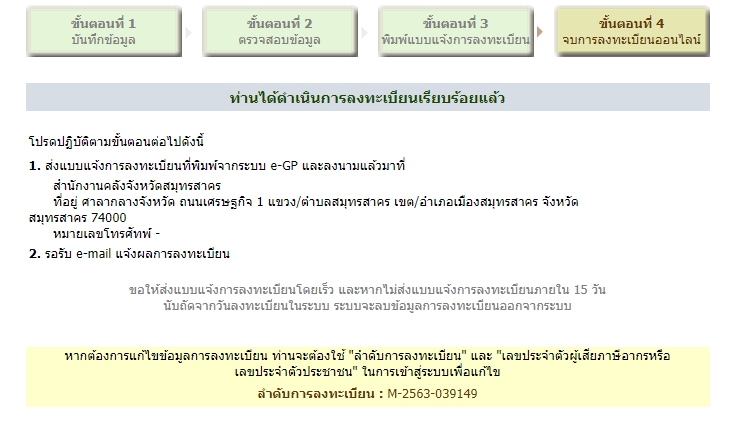 ขั้นตอนที่ 1
บันทึกข้อมูล
ขั้นตอนที่ 2
ตรวจสอบข้อมูล
ขั้นตอนที่ 3
พิมพ์แบบแจ้งการลงทะเบียน
ขั้นตอนที่ 4
จบการลงทะเบียนออนไลน์
ท่านได้ดำเนินการลงทะเบียนเรียบร้อยแล้ว
โปรดปฏิบัติตามขั้นตอนต่อไปดังนี้
1. ส่งแบบแจ้งการลงทะเบียนที่พิมพ์จากระบบ e-GP และลงนามแล้วมาที่
สำนักงานคลังจังหวัดสมุทรสาคร
ที่อยู่ ศาลากลางจังหวัด ถนนเศรษฐกิจ 1 แขวง/ตำบลสมุทรสาคร เขต/อำเภอเมืองสมุทรสาคร จังหวัด
สมุทรสาคร 74000
หมายเลขโทรศัทพ์ -
2. รอรับ e-mail แจ้งผลการลงทะเบียน
ขอให้ส่งแบบแจ้งการลงทะเบียนโดยเร็ว และหากไม่ส่งแบบแจ้งการลงทะเบียนภายใน 15 วัน
นับถัดจากวันลงทะเบียนในระบบ ระบบจะลบข้อมูลการลงทะเบียนออกจากระบบ
หากต้องการแก้ไขข้อมูลการลงทะเบียน ท่านจะต้องใช้ "ลำดับการลงทะเบียน" และ "เลขประจำตัวผู้เสียภาษีอากรหรือ
เลขประจำตัวประชาชน" ในการเข้าสู่ระบบเพื่อแก้ไข
ลำดับการลงทะเบียน : M-2563-039149